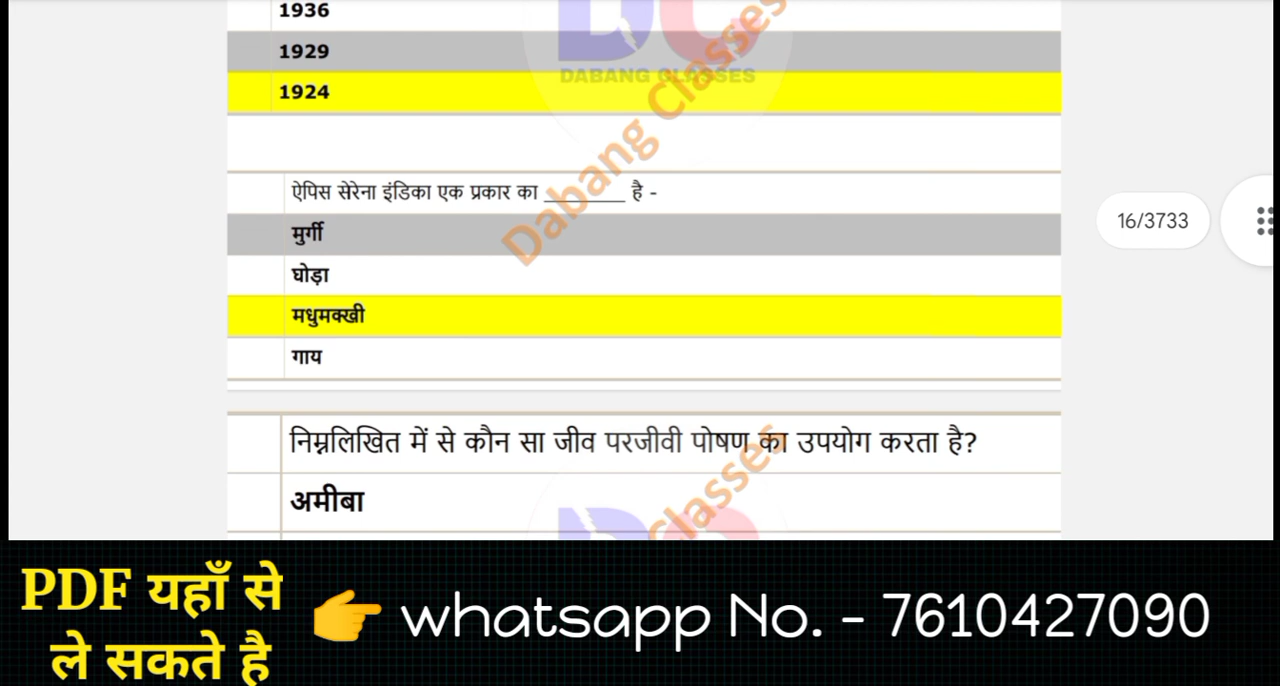 1936
1929
DABANG CLASSES
1924
Dabang Classes
ऐपिस सेरेना इंडिका एक प्रकार का ________ है -
मुर्गी
16/3733
घोड़ा
मधुमक्खी
गाय
निम्नलिखित में से कौन सा जीव परजीवी पोषण का उपयोग करता है?
अमीबा
Classes
PDF यहाँ से
ले सकते है
👉 whatsapp No. - 7610427090